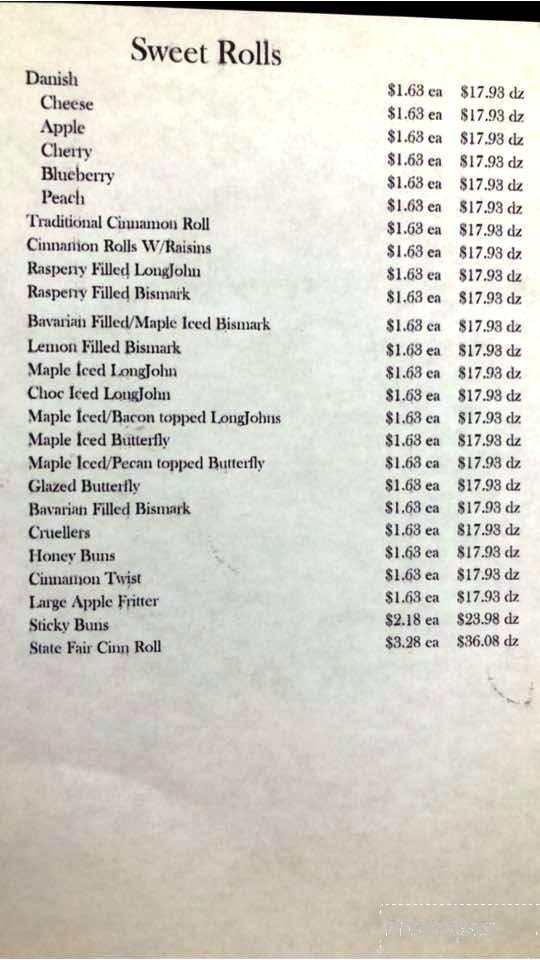 Sweet Rolls
Danish $1.63 ea $17.93 dz
Cheese $1.63 ea $17.93 dz
Apple $1.63 ea $17.93 dz
Cherry $1.63 ea $17.93 dz
Blueberry $1.63 ea $17.93 dz
Peach $1.63 ea $17.93 dz
Traditional Cinnamon Roll $1.63 ea $17.93 dz
Cinnamon Rolls W/Raisins $1.63 ea $17.93 dz
Rasperry Filled LongJohn $1.63 ea $17.93 dz
Rasperry Filled Bismark $1.63 ea $17.93 dz
Bavarian Filled/Maple Iced Bismark $1.63 ea $17.93 dz
Lemon Filled Bismark $1.63 ea $17.93 dz
Maple Iced LongJohn $1.63 ea $17.93 dz
Choc Iced LongJohn $1.63 ea $17.93 dz
Maple Iced/Bacon topped LongJohns $1.63 ea $17.93 dz
Maple Iced Butterfly $1.63 ea $17.93 dz
Maple Iced/Pecan topped Butterfly $1.63 ea $17.93 dz
Glazed Butterfly $1.63 ea $17.93 dz
Bavarian Filled Bismark $1.63 ea $17.93 dz
Cruellers $1.63 ea $17.93 dz
Honey Buns $1.63 ea $17.93 dz
Cinnamon Twist $1.63 ea $17.93 dz
Large Apple Fritter $1.63 ea $17.93 dz
Sticky Buns $2.18 ea $23.98 dz
State Fair Cinn Roll $3.28 ea $36.08 dz